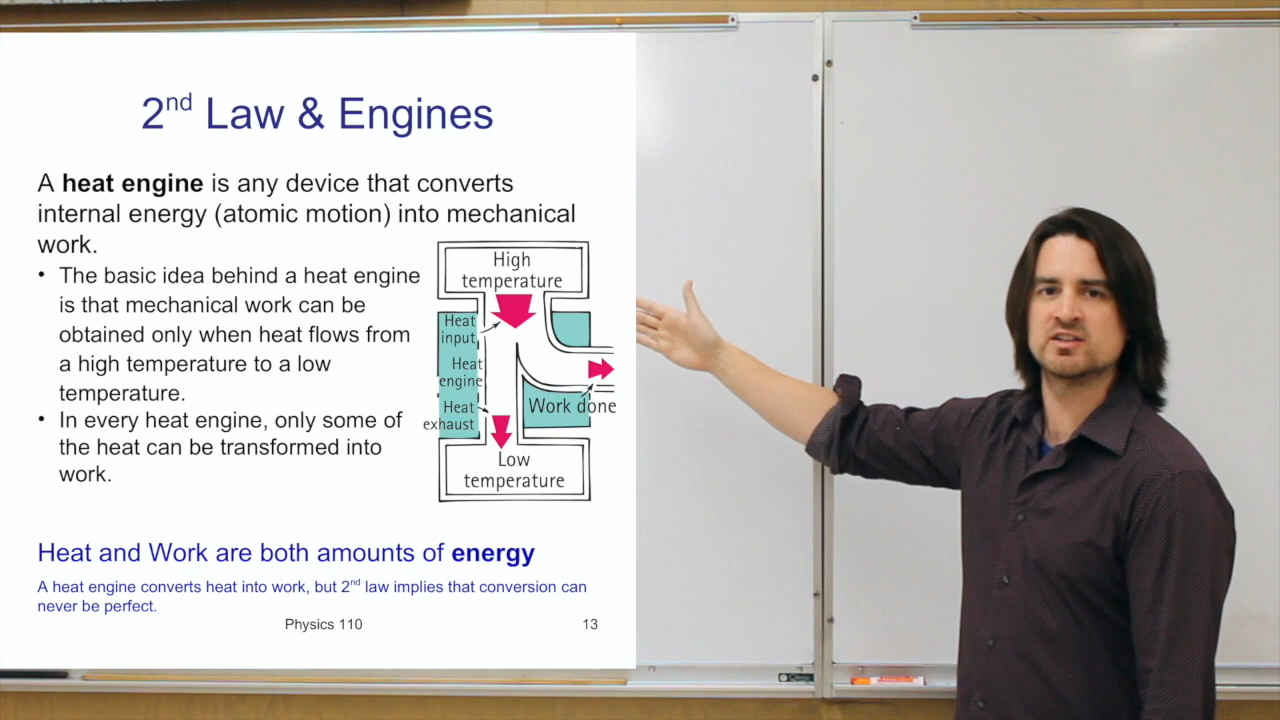 2nd Law & Engines
A heat engine is any device that converts
internal energy (atomic motion) into mechanical
work.
• The basic idea behind a heat engine
is that mechanical work can be
obtained only when heat flows from
a high temperature to a low
temperature.
• In every heat engine, only some of
the heat can be transformed into
work.
High
temperature
Heat
input
Heat
engine
Heat
exhaust
Work done
Low
temperature
Heat and Work are both amounts of energy
A heat engine converts heat into work, but 2nd law implies that conversion can
never be perfect.
Physics 110
13